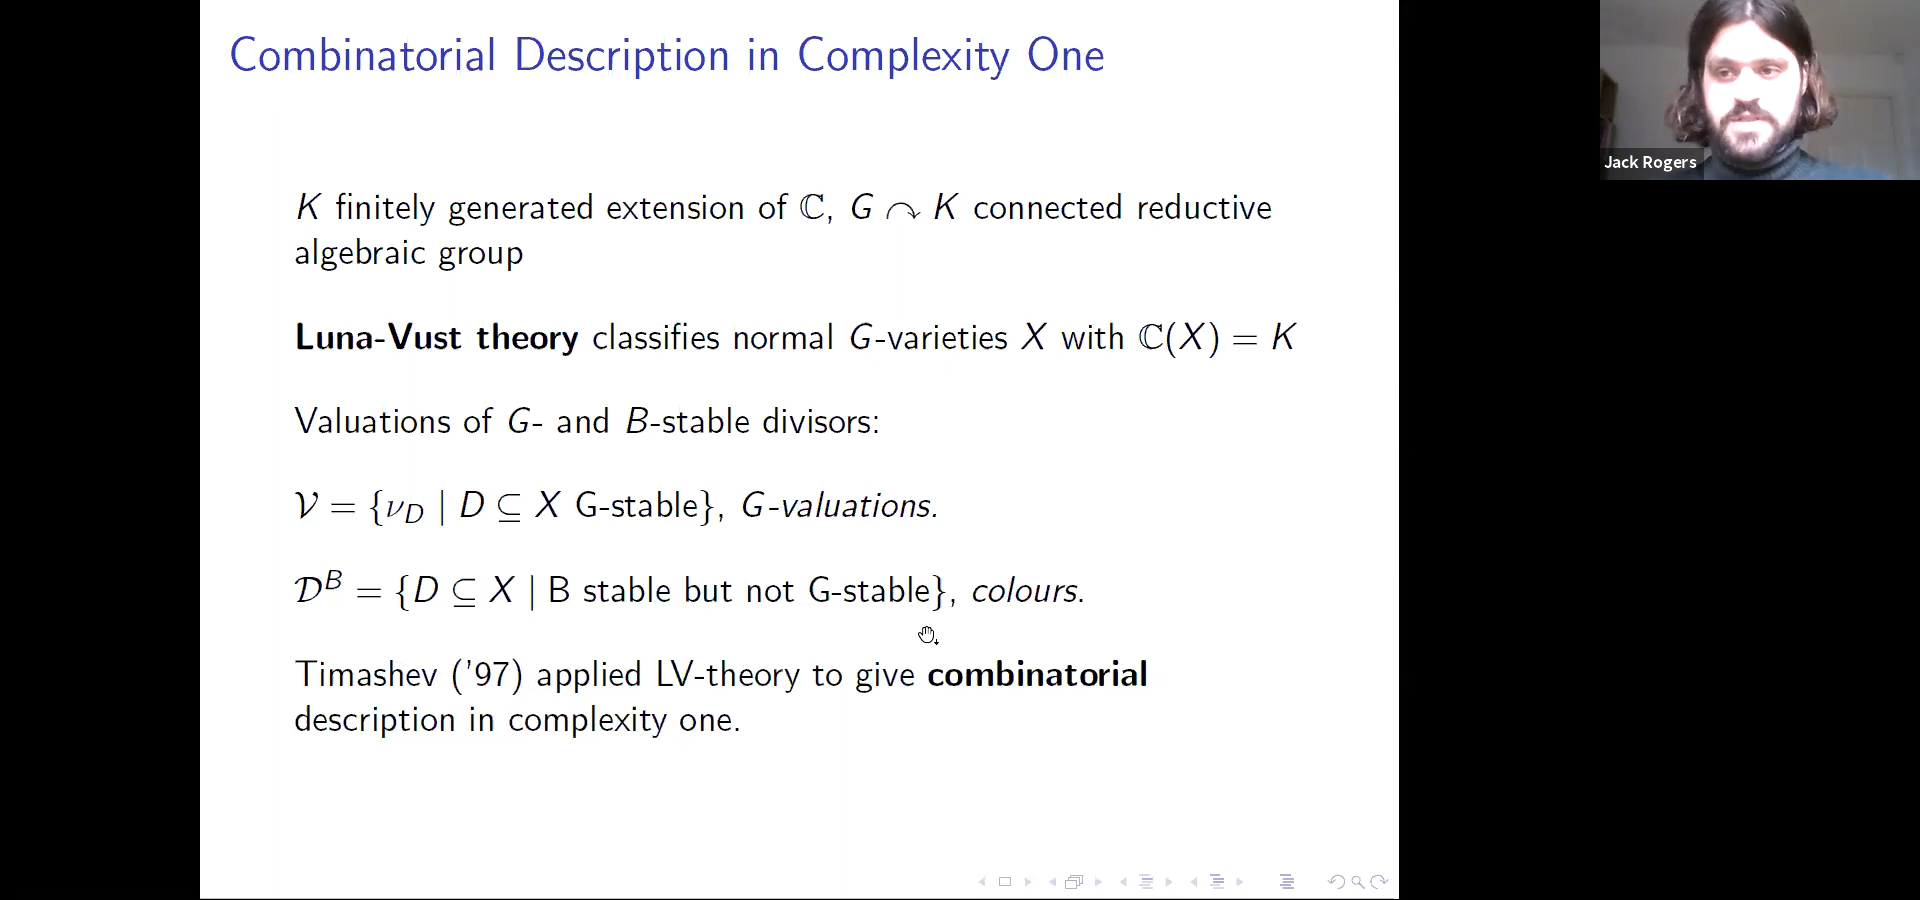 Combinatorial Description in Complexity One
K finitely generated extension of ℂ, G ↷ K connected reductive
algebraic group
Luna-Vust theory classifies normal G-varieties X with ℂ(X) = K
Valuations of G- and B-stable divisors:
𝒱 = {ν_D | D ⊆ X G-stable}, G-valuations.
𝒟^B = {D ⊆ X | B stable but not G-stable}, colours.
Timashev ('97) applied LV-theory to give combinatorial
description in complexity one.
Jack Rogers